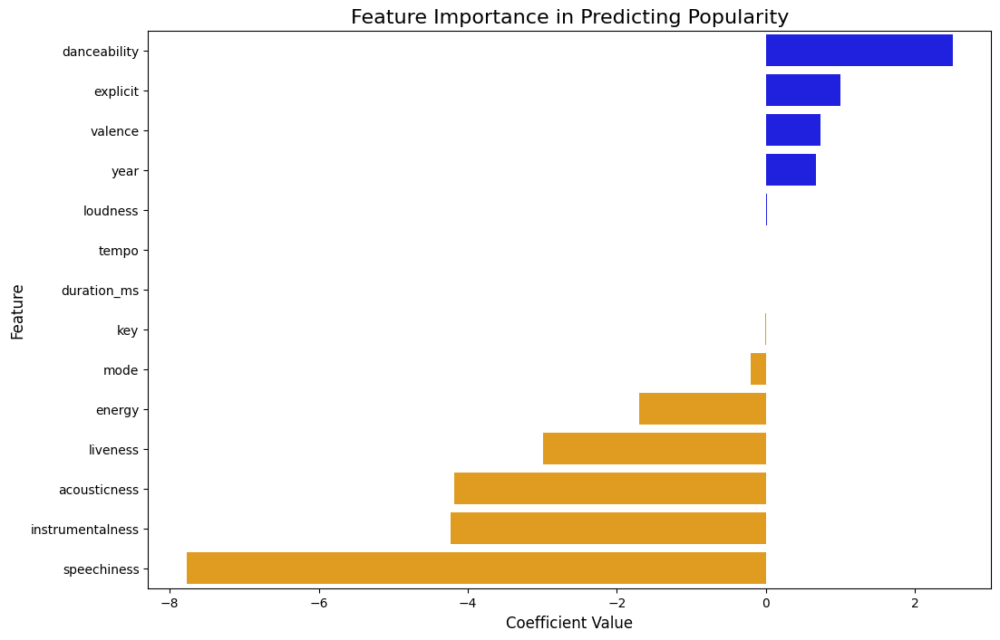 Feature Importance in Predicting Popularity
danceability
explicit
valence
year
loudness
tempo
duration_ms
key
mode
energy
liveness
acousticness
instrumentalness
speechiness
Feature
−8
−6
−4
−2
0
2
Coefficient Value